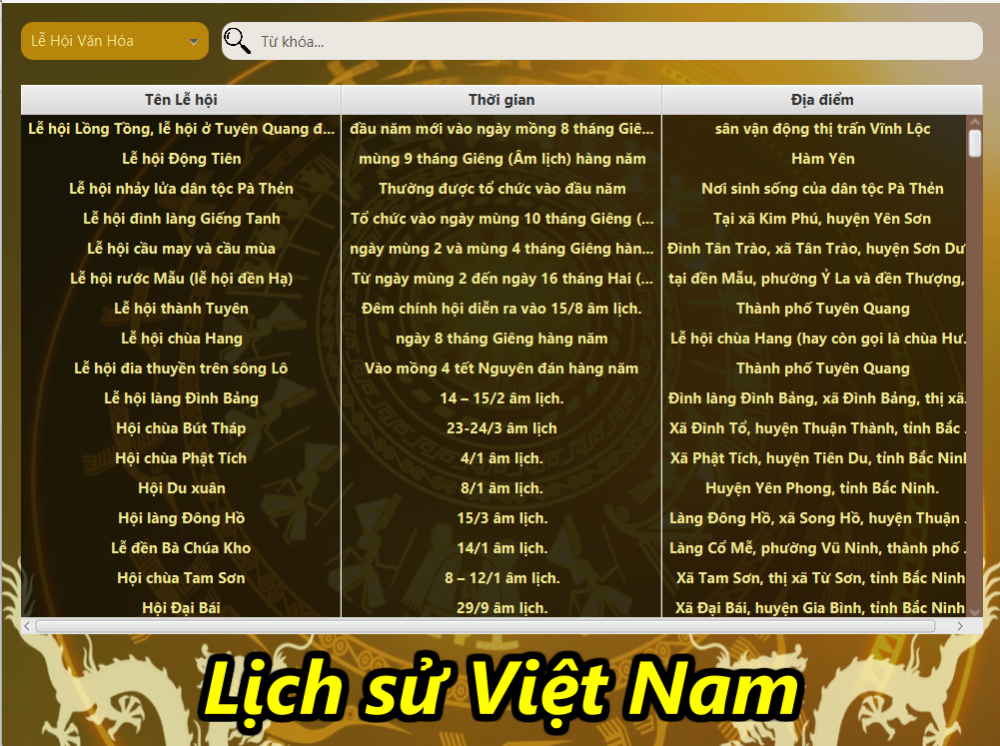 Lễ Hội Văn Hóa Từ khóa...
Tên Lễ hội Thời gian Địa điểm
Lễ hội Lồng Tồng, lễ hội ở Tuyên Quang đ... đầu năm mới vào ngày mồng 8 tháng Giê... sân vận động thị trấn Vĩnh Lộc
Lễ hội Động Tiên mùng 9 tháng Giêng (Âm lịch) hàng năm Hàm Yên
Lễ hội nhảy lửa dân tộc Pà Thẻn Thường được tổ chức vào đầu năm Nơi sinh sống của dân tộc Pà Thẻn
Lễ hội đình làng Giếng Tanh Tổ chức vào ngày mùng 10 tháng Giêng (... Tại xã Kim Phú, huyện Yên Sơn
Lễ hội cầu may và cầu mùa ngày mùng 2 và mùng 4 tháng Giêng hàn... Đình Tân Trào, xã Tân Trào, huyện Sơn Dư
Lễ hội rước Mẫu (lễ hội đền Hạ) Từ ngày mùng 2 đến ngày 16 tháng Hai (... tại đền Mẫu, phường Ỷ La và đền Thượng,
Lễ hội thành Tuyên Đêm chính hội diễn ra vào 15/8 âm lịch. Thành phố Tuyên Quang
Lễ hội chùa Hang ngày 8 tháng Giêng hàng năm Lễ hội chùa Hang (hay còn gọi là chùa Hư.
Lễ hội đia thuyền trên sông Lô Vào mồng 4 tết Nguyên đán hàng năm Thành phố Tuyên Quang
Lễ hội làng Đình Bảng 14 – 15/2 âm lịch. Đình làng Đình Bảng, xã Đình Bảng, thị xã.
Hội chùa Bút Tháp 23-24/3 âm lịch Xã Đình Tổ, huyện Thuận Thành, tỉnh Bắc .
Hội chùa Phật Tích 4/1 âm lịch. Xã Phật Tích, huyện Tiên Du, tỉnh Bắc Ninh
Hội Du xuân 8/1 âm lịch. Huyện Yên Phong, tỉnh Bắc Ninh.
Hội làng Đông Hồ 15/3 âm lịch. Làng Đông Hồ, xã Song Hồ, huyện Thuận .
Lễ đền Bà Chúa Kho 14/1 âm lịch. Làng Cổ Mễ, phường Vũ Ninh, thành phố .
Hội chùa Tam Sơn 8 – 12/1 âm lịch. Xã Tam Sơn, thị xã Từ Sơn, tỉnh Bắc Ninh
Hội Đại Bái 29/9 âm lịch. Xã Đại Bái, huyện Gia Bình, tỉnh Bắc Ninh
Lịch sử Việt Nam